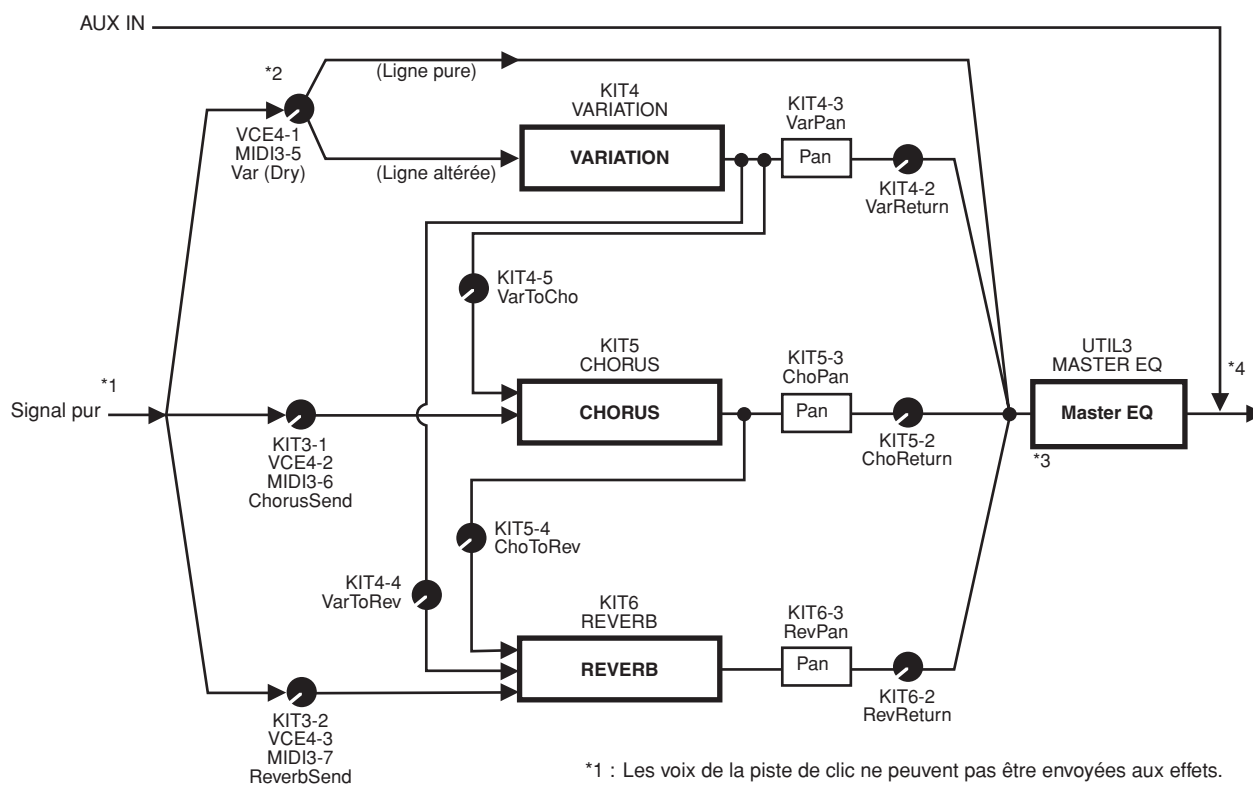 AUX IN
*2
(Ligne pure)
VCE4-1
MIDI3-5
Var (Dry)
(Ligne altérée)
KIT4
VARIATION
VARIATION
KIT4-3
VarPan
Pan
KIT4-2
VarReturn
KIT4-5
VarToCho
*1
Signal pur
KIT3-1
VCE4-2
MIDI3-6
ChorusSend
KIT5
CHORUS
CHORUS
KIT5-3
ChoPan
Pan
KIT5-2
ChoReturn
UTIL3
MASTER EQ
Master EQ
*3
*4
KIT5-4
ChoToRev
KIT4-4
VarToRev
KIT6
REVERB
REVERB
KIT6-3
RevPan
Pan
KIT6-2
RevReturn
KIT3-2
VCE4-3
MIDI3-7
ReverbSend
*1 : Les voix de la piste de clic ne peuvent pas être envoyées aux effets.